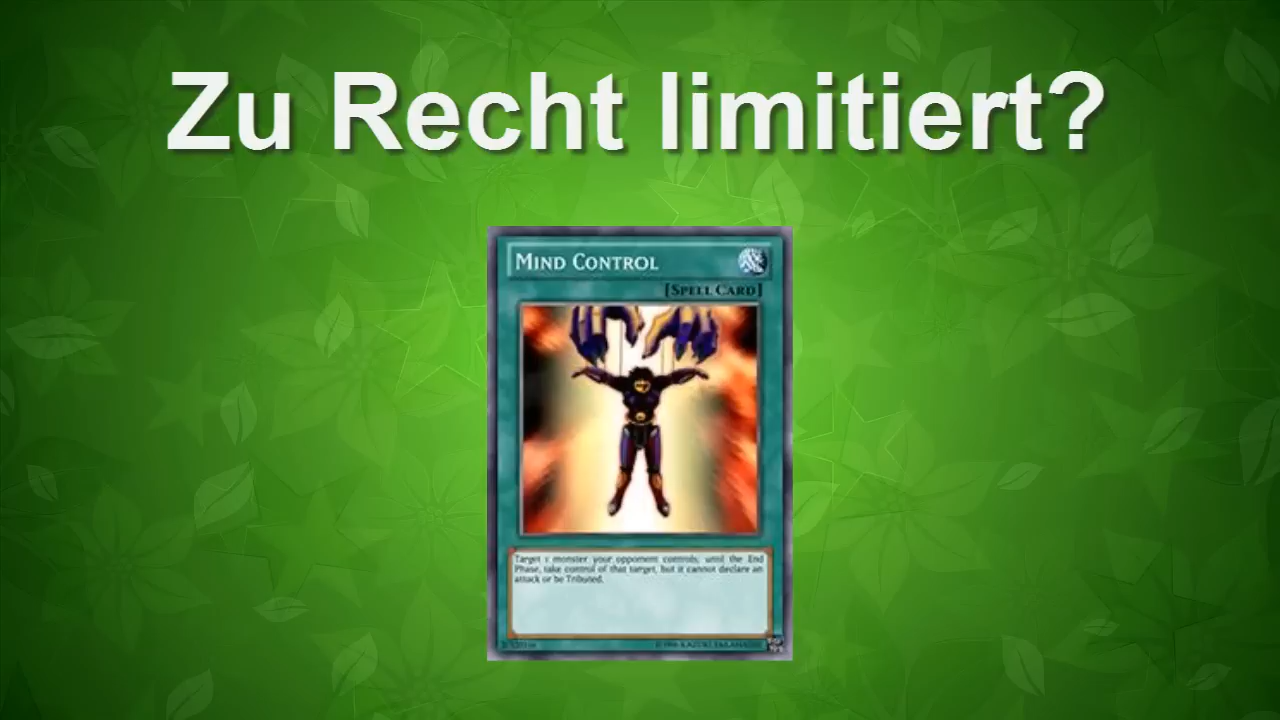 Zu Recht limitiert?
MIND CONTROL
[SPELL CARD]
Target 1 monster your opponent controls; until the End
Phase, take control of that target, but it cannot declare an
attack or be Tributed.